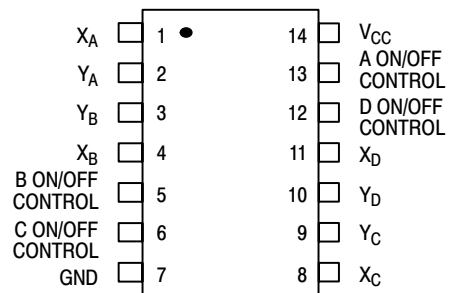 X_A 1 14 V_CC
Y_A 2 13 A ON/OFF
CONTROL
Y_B 3 12 D ON/OFF
CONTROL
X_B 4 11 X_D
B ON/OFF
CONTROL 5 10 Y_D
C ON/OFF
CONTROL 6 9 Y_C
GND 7 8 X_C